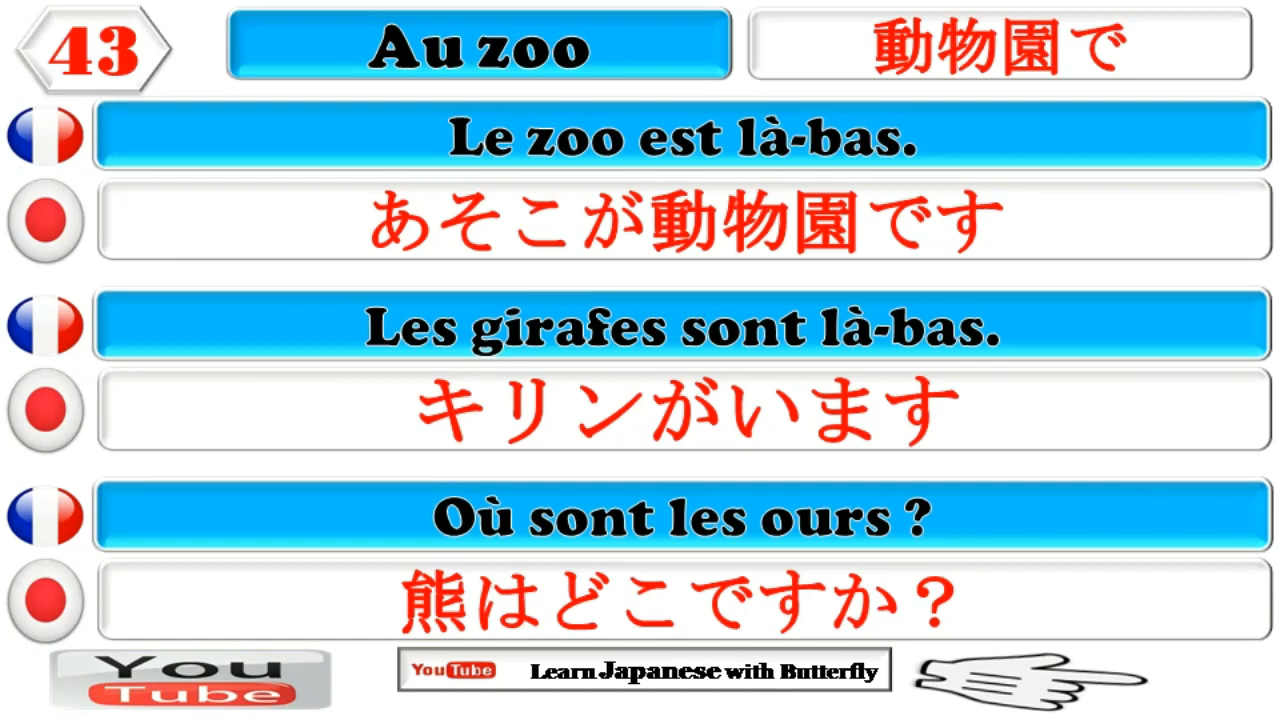 43
Au zoo
動物園で
Le zoo est là-bas.
あそこが動物園です
Les girafes sont là-bas.
キリンがいます
Où sont les ours ?
熊はどこですか？
You Tube
YouTube Learn Japanese with Butterfly